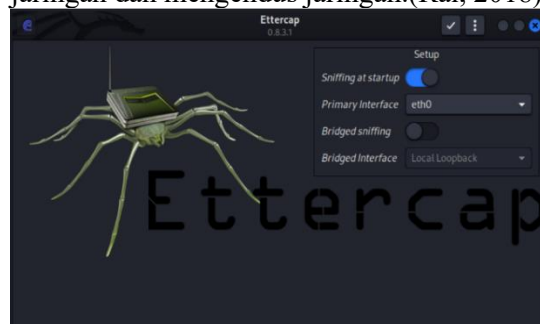 jaringan dan mengendus jaringan.(Rai, 2018)
Ettercap
0.8.3.1
Setup
Sniffing at startup
Primary Interface eth0
Bridged sniffing
Bridged Interface Local Loopback
Ettercap